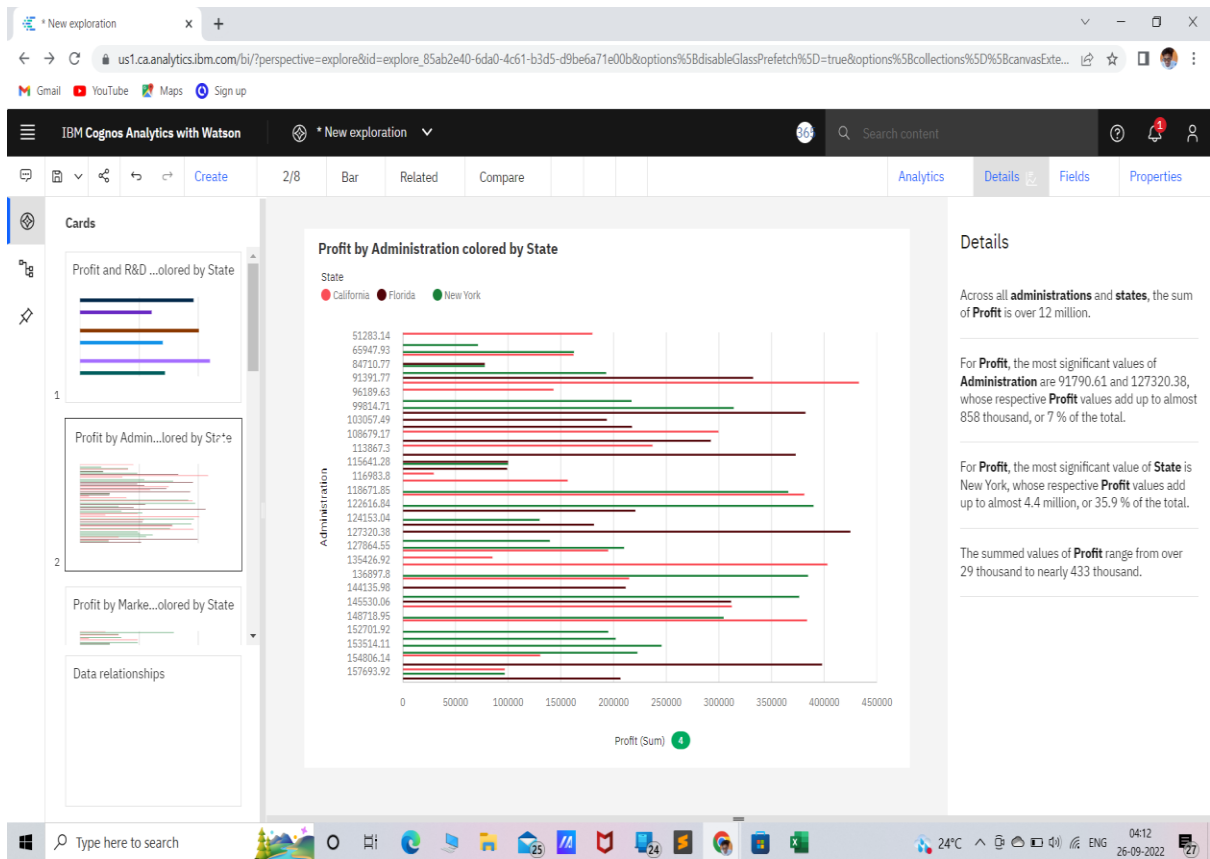 * New exploration
us1.ca.analytics.ibm.com/bi/?perspective=explore&id=explore_85ab2e40-6da0-4c61-b3d5-d9be6a71e00b&options%5BdisableGlassPrefetch%5D=true&options%5Bcollections%5D%5BcanvasExte...
Gmail YouTube Maps Sign up
IBM Cognos Analytics with Watson * New exploration Search content 1
Create 2/8 Bar Related Compare Analytics Details Fields Properties
Cards
Profit and R&D ...olored by State
1
Profit by Admin...lored by State
2
Profit by Marke...olored by State
Data relationships
Profit by Administration colored by State
State
California Florida New York
Administration
51283.14
65947.93
84710.77
91391.77
96189.63
99814.71
103057.49
108679.17
113867.3
115641.28
116983.8
118671.85
122616.84
124153.04
127320.38
127864.55
135426.92
136897.8
144135.98
145530.06
148718.95
152701.92
153514.11
154806.14
157693.92
0 50000 100000 150000 200000 250000 300000 350000 400000 450000
Profit (Sum) 4
Details
Across all administrations and states, the sum
of Profit is over 12 million.
For Profit, the most significant values of
Administration are 91790.61 and 127320.38,
whose respective Profit values add up to almost
858 thousand, or 7 % of the total.
For Profit, the most significant value of State is
New York, whose respective Profit values add
up to almost 4.4 million, or 35.9 % of the total.
The summed values of Profit range from over
29 thousand to nearly 433 thousand.
Type here to search 25 24 24°C ENG 04:12
26-09-2022 27